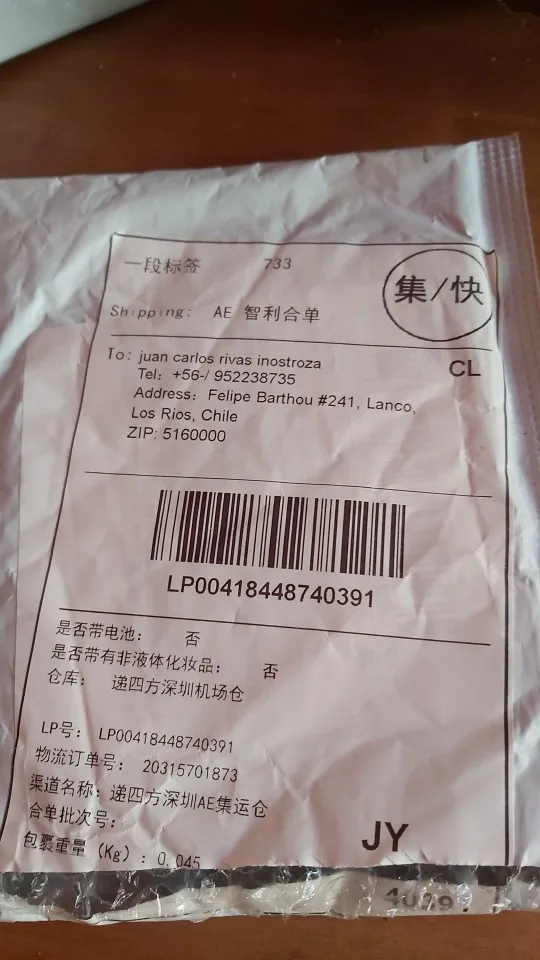 一段标签 733
集/快
Shipping: AE 智利合单
To: juan carlos rivas inostroza
CL
Tel: +56-/ 952238735
Address: Felipe Barthou #241, Lanco,
Los Rios, Chile
ZIP: 5160000
LP00418448740391
是否带电池: 否
是否带有非液体化妆品: 否
仓库: 递四方深圳机场仓
LP号: LP00418448740391
物流订单号: 20315701873
渠道名称: 递四方深圳AE集运仓
合单批次号:
JY
包裹重量 (Kg) : 0.045